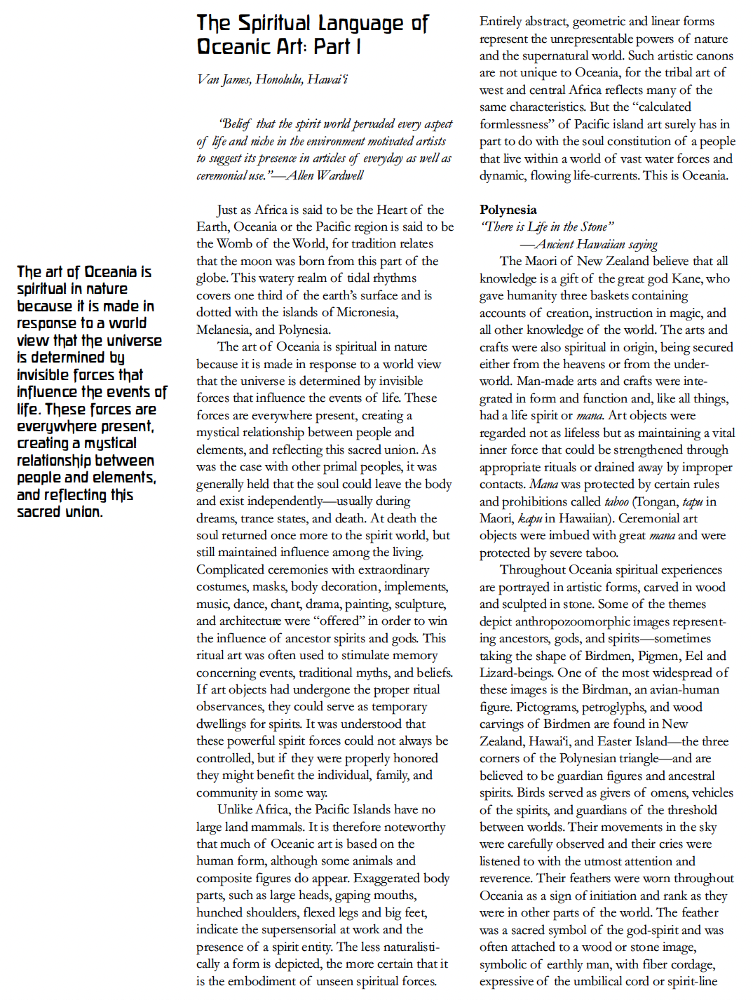 The Spiritual Language of
Oceanic Art: Part I
Van James, Honolulu, Hawai‘i
“Belief that the spirit world pervaded every aspect
of life and niche in the environment motivated artists
to suggest its presence in articles of everyday as well as
ceremonial use.”—Allen Wardwell
Just as Africa is said to be the Heart of the
Earth, Oceania or the Pacific region is said to be
the Womb of the World, for tradition relates
that the moon was born from this part of the
globe. This watery realm of tidal rhythms
covers one third of the earth’s surface and is
dotted with the islands of Micronesia,
Melanesia, and Polynesia.
The art of Oceania is spiritual in nature
because it is made in response to a world view
that the universe is determined by invisible
forces that influence the events of life. These
forces are everywhere present, creating a
mystical relationship between people and
elements, and reflecting this sacred union. As
was the case with other primal peoples, it was
generally held that the soul could leave the body
and exist independently—usually during
dreams, trance states, and death. At death the
soul returned once more to the spirit world, but
still maintained influence among the living.
Complicated ceremonies with extraordinary
costumes, masks, body decoration, implements,
music, dance, chant, drama, painting, sculpture,
and architecture were “offered” in order to win
the influence of ancestor spirits and gods. This
ritual art was often used to stimulate memory
concerning events, traditional myths, and beliefs.
If art objects had undergone the proper ritual
observances, they could serve as temporary
dwellings for spirits. It was understood that
these powerful spirit forces could not always be
controlled, but if they were properly honored
they might benefit the individual, family, and
community in some way.
Unlike Africa, the Pacific Islands have no
large land mammals. It is therefore noteworthy
that much of Oceanic art is based on the
human form, although some animals and
composite figures do appear. Exaggerated body
parts, such as large heads, gaping mouths,
hunched shoulders, flexed legs and big feet,
indicate the supersensorial at work and the
presence of a spirit entity. The less naturalisti-
cally a form is depicted, the more certain that it
is the embodiment of unseen spiritual forces.
Entirely abstract, geometric and linear forms
represent the unrepresentable powers of nature
and the supernatural world. Such artistic canons
are not unique to Oceania, for the tribal art of
west and central Africa reflects many of the
same characteristics. But the “calculated
formlessness” of Pacific island art surely has in
part to do with the soul constitution of a people
that live within a world of vast water forces and
dynamic, flowing life-currents. This is Oceania.
Polynesia
“There is Life in the Stone”
—Ancient Hawaiian saying
The Maori of New Zealand believe that all
knowledge is a gift of the great god Kane, who
gave humanity three baskets containing
accounts of creation, instruction in magic, and
all other knowledge of the world. The arts and
crafts were also spiritual in origin, being secured
either from the heavens or from the under-
world. Man-made arts and crafts were inte-
grated in form and function and, like all things,
had a life spirit or mana. Art objects were
regarded not as lifeless but as maintaining a vital
inner force that could be strengthened through
appropriate rituals or drained away by improper
contacts. Mana was protected by certain rules
and prohibitions called taboo (Tongan, tapu in
Maori, kapu in Hawaiian). Ceremonial art
objects were imbued with great mana and were
protected by severe taboo.
Throughout Oceania spiritual experiences
are portrayed in artistic forms, carved in wood
and sculpted in stone. Some of the themes
depict anthropozoomorphic images represent-
ing ancestors, gods, and spirits—sometimes
taking the shape of Birdmen, Pigmen, Eel and
Lizard-beings. One of the most widespread of
these images is the Birdman, an avian-human
figure. Pictograms, petroglyphs, and wood
carvings of Birdmen are found in New
Zealand, Hawai‘i, and Easter Island—the three
corners of the Polynesian triangle—and are
believed to be guardian figures and ancestral
spirits. Birds served as givers of omens, vehicles
of the spirits, and guardians of the threshold
between worlds. Their movements in the sky
were carefully observed and their cries were
listened to with the utmost attention and
reverence. Their feathers were worn throughout
Oceania as a sign of initiation and rank as they
were in other parts of the world. The feather
was a sacred symbol of the god-spirit and was
often attached to a wood or stone image,
symbolic of earthly man, with fiber cordage,
expressive of the umbilical cord or spirit-line
The art of Oceania is
spiritual in nature
because it is made in
response to a world
view that the universe
is determined by
invisible forces that
influence the events of
life. These forces are
everywhere present,
creating a mystical
relationship between
people and elements,
and reflecting this
sacred union.